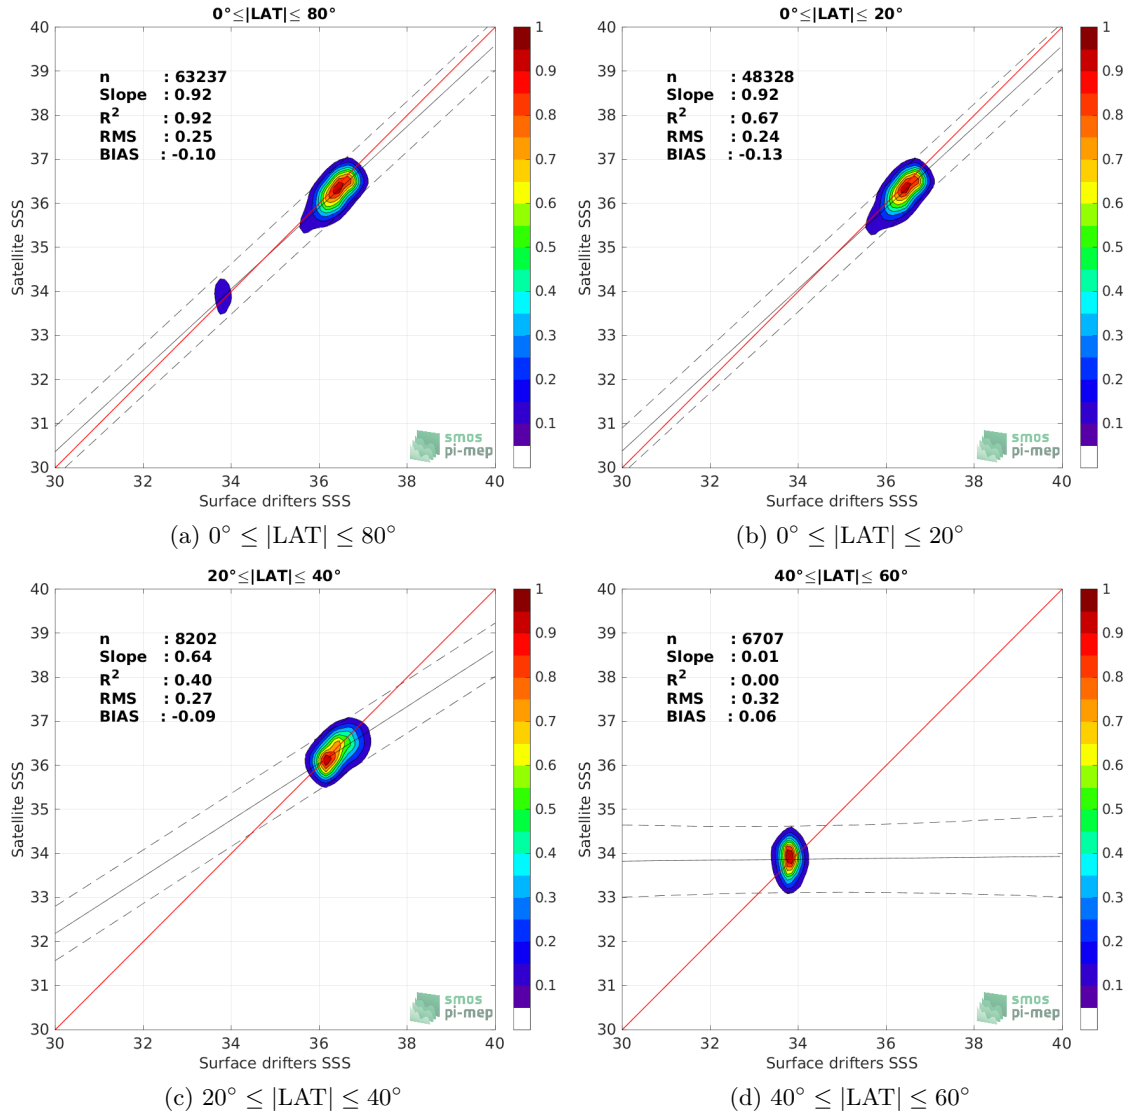 0°≤|LAT|≤ 80°
40
39
38
37
36
35
34
33
32
31
30
30
32
34
36
38
40
Satellite SSS
Surface drifters SSS
n : 63237
Slope : 0.92
R² : 0.92
RMS : 0.25
BIAS : -0.10
smos
pi-mep
1
0.9
0.8
0.7
0.6
0.5
0.4
0.3
0.2
0.1
(a) 0° ≤ |LAT| ≤ 80°
0°≤|LAT|≤ 20°
40
39
38
37
36
35
34
33
32
31
30
30
32
34
36
38
40
Satellite SSS
Surface drifters SSS
n : 48328
Slope : 0.92
R² : 0.67
RMS : 0.24
BIAS : -0.13
smos
pi-mep
1
0.9
0.8
0.7
0.6
0.5
0.4
0.3
0.2
0.1
(b) 0° ≤ |LAT| ≤ 20°
20°≤|LAT|≤ 40°
40
39
38
37
36
35
34
33
32
31
30
30
32
34
36
38
40
Satellite SSS
Surface drifters SSS
n : 8202
Slope : 0.64
R² : 0.40
RMS : 0.27
BIAS : -0.09
smos
pi-mep
1
0.9
0.8
0.7
0.6
0.5
0.4
0.3
0.2
0.1
(c) 20° ≤ |LAT| ≤ 40°
40°≤|LAT|≤ 60°
40
39
38
37
36
35
34
33
32
31
30
30
32
34
36
38
40
Satellite SSS
Surface drifters SSS
n : 6707
Slope : 0.01
R² : 0.00
RMS : 0.32
BIAS : 0.06
smos
pi-mep
1
0.9
0.8
0.7
0.6
0.5
0.4
0.3
0.2
0.1
(d) 40° ≤ |LAT| ≤ 60°